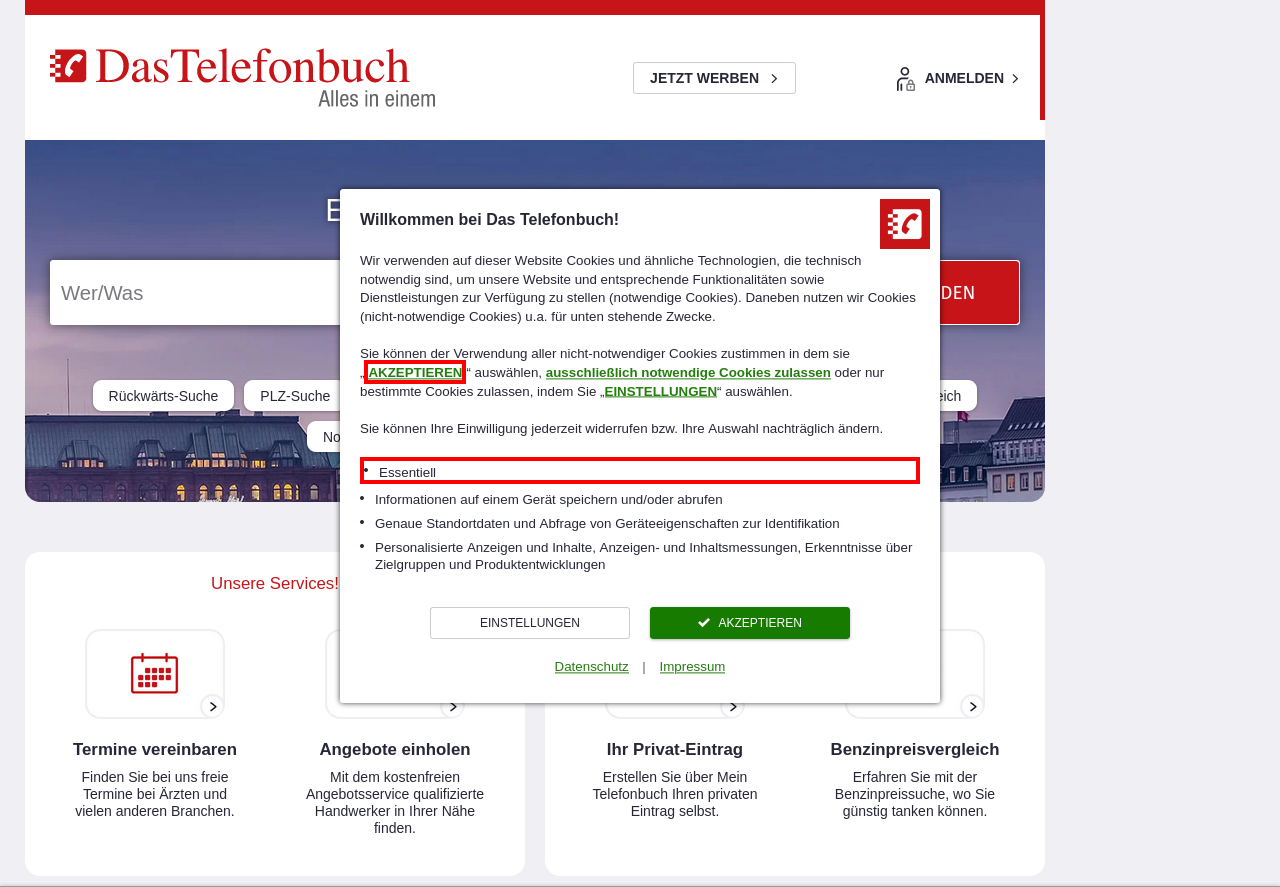 DasTelefonbuch
Alles in einem
JETZT WERBEN
ANMELDEN
E
Wer/Was
DEN
Rückwärts-Suche
PLZ-Suche
eich
No
Willkommen bei Das Telefonbuch!
Wir verwenden auf dieser Website Cookies und ähnliche Technologien, die technisch
notwendig sind, um unsere Website und entsprechende Funktionalitäten sowie
Dienstleistungen zur Verfügung zu stellen (notwendige Cookies). Daneben nutzen wir Cookies
(nicht-notwendige Cookies) u.a. für unten stehende Zwecke.
Sie können der Verwendung aller nicht-notwendiger Cookies zustimmen in dem sie
„AKZEPTIEREN“ auswählen, ausschließlich notwendige Cookies zulassen oder nur
bestimmte Cookies zulassen, indem Sie „EINSTELLUNGEN“ auswählen.
Sie können Ihre Einwilligung jederzeit widerrufen bzw. Ihre Auswahl nachträglich ändern.
• Essentiell
• Informationen auf einem Gerät speichern und/oder abrufen
• Genaue Standortdaten und Abfrage von Geräteeigenschaften zur Identifikation
• Personalisierte Anzeigen und Inhalte, Anzeigen- und Inhaltsmessungen, Erkenntnisse über
Zielgruppen und Produktentwicklungen
EINSTELLUNGEN
AKZEPTIEREN
Datenschutz | Impressum
Unsere Services!
Termine vereinbaren
Finden Sie bei uns freie
Termine bei Ärzten und
vielen anderen Branchen.
Angebote einholen
Mit dem kostenfreien
Angebotsservice qualifizierte
Handwerker in Ihrer Nähe
finden.
Ihr Privat-Eintrag
Erstellen Sie über Mein
Telefonbuch Ihren privaten
Eintrag selbst.
Benzinpreisvergleich
Erfahren Sie mit der
Benzinpreissuche, wo Sie
günstig tanken können.